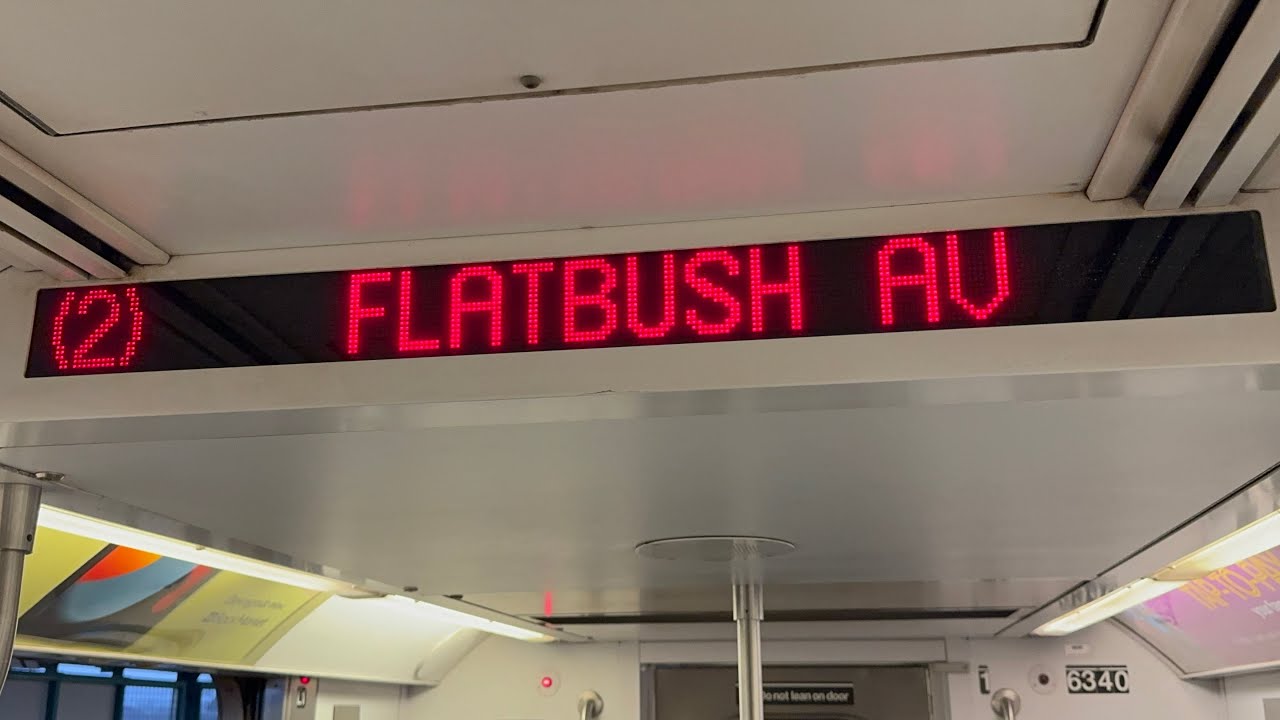 (2) FLATBUSH AV
Do not lean on door
6340